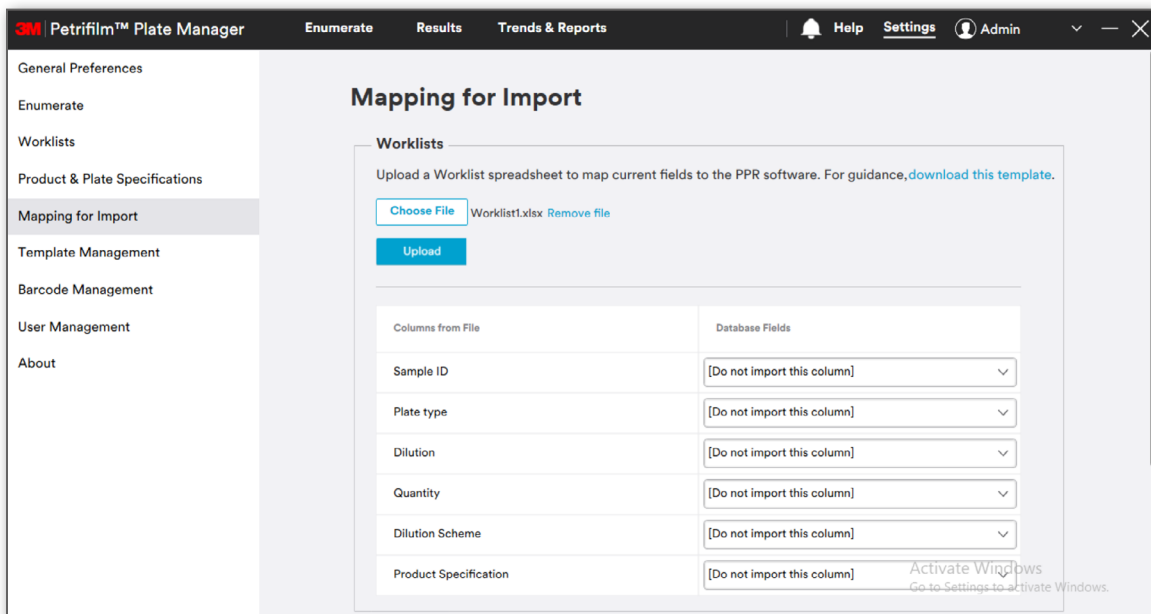 3M Petrifilm™ Plate Manager Enumerate Results Trends & Reports Help Settings Admin
General Preferences
Enumerate
Worklists
Product & Plate Specifications
Mapping for Import
Template Management
Barcode Management
User Management
About
Mapping for Import
Worklists
Upload a Worklist spreadsheet to map current fields to the PPR software. For guidance,download this template.
Choose File Worklist1.xlsx Remove file
Upload
Columns from File Database Fields
Sample ID [Do not import this column]
Plate type [Do not import this column]
Dilution [Do not import this column]
Quantity [Do not import this column]
Dilution Scheme [Do not import this column]
Product Specification [Do not import this column]
Activate Windows
Go to Settings to activate Windows.